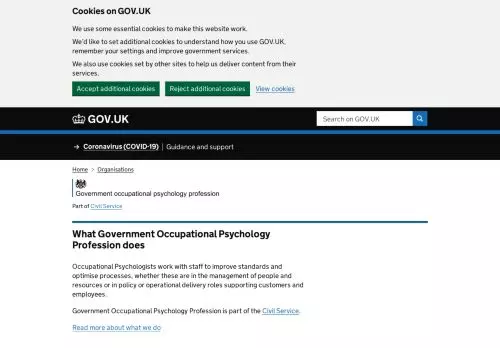 Cookies on GOV.UK
We use some essential cookies to make this website work.
We'd like to set additional cookies to understand how you use GOV.UK,
remember your settings and improve government services.
We also use cookies set by other sites to help us deliver content from their
services.
Accept additional cookies Reject additional cookies View cookies
GOV.UK Search on GOV.UK
→ Coronavirus (COVID-19) | Guidance and support
Home > Organisations
Government occupational psychology profession
Part of Civil Service
What Government Occupational Psychology
Profession does
Occupational Psychologists work with staff to improve standards and
optimise processes, whether these are in the management of people and
resources or in policy or operational delivery roles supporting customers and
employees.
Government Occupational Psychology Profession is part of the Civil Service.
Read more about what we do